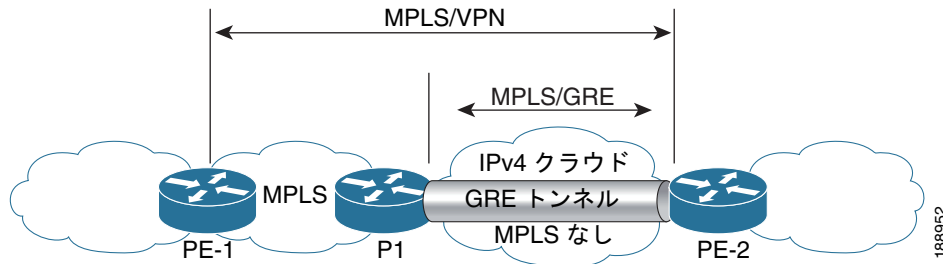 MPLS/VPN
MPLS/GRE
IPv4 クラウド
MPLS
GRE トンネル
MPLS なし
PE-1
P1
PE-2
188952